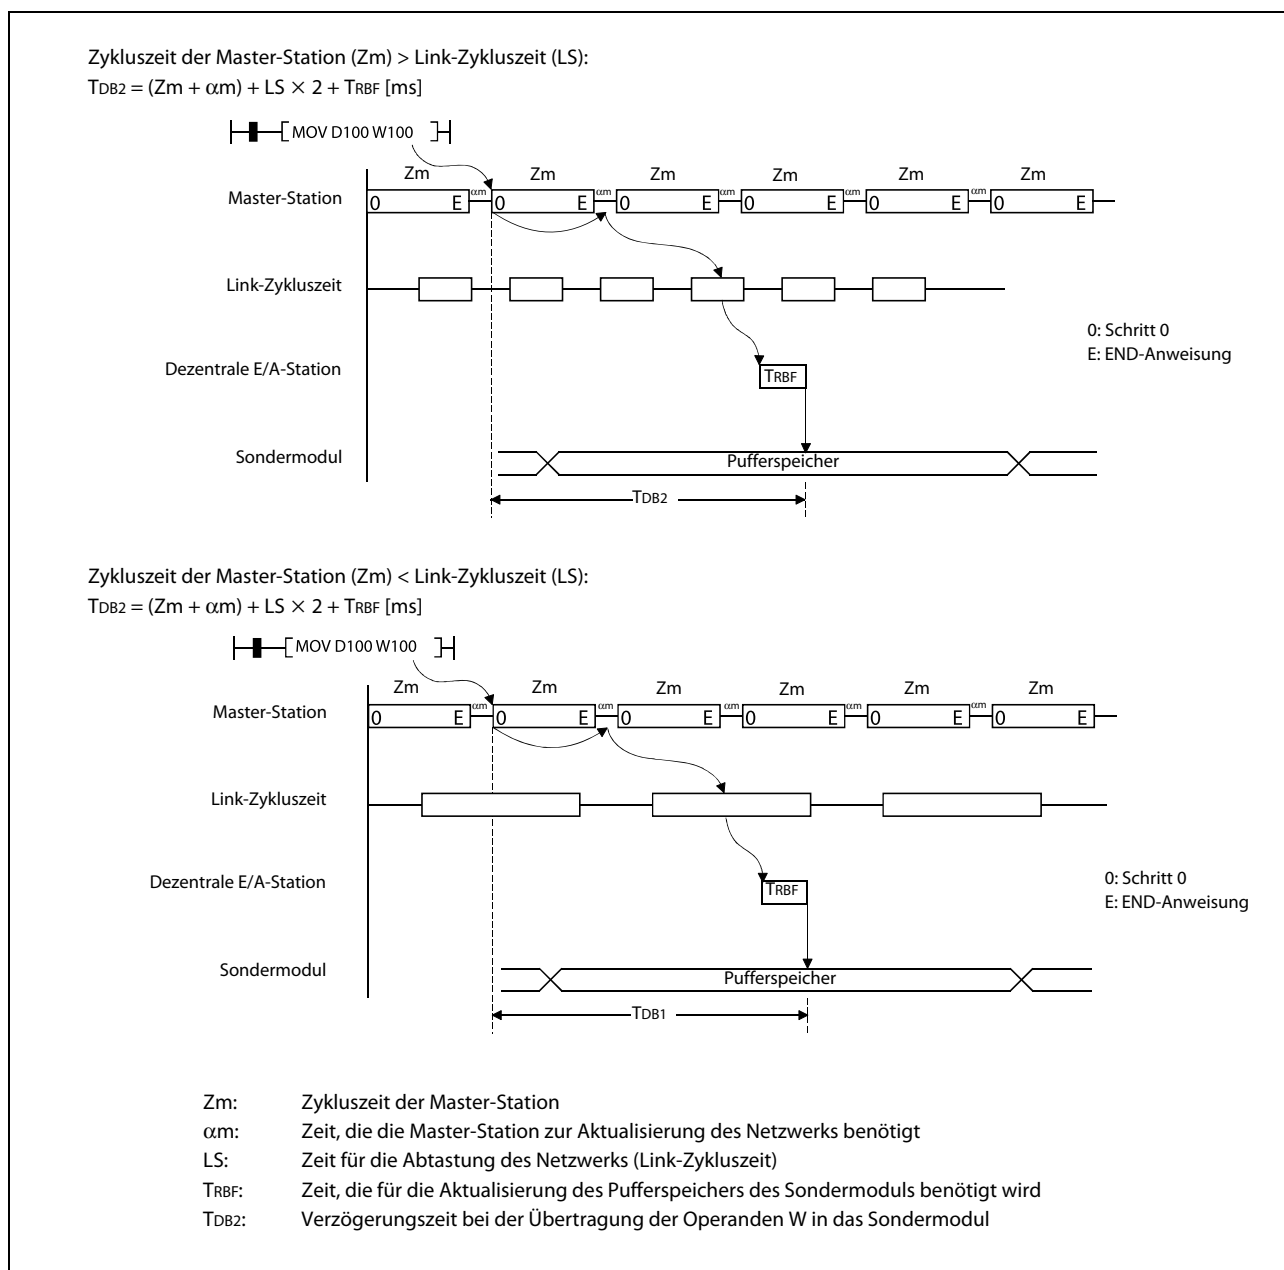 Zykluszeit der Master-Station (Zm) > Link-Zykluszeit (LS):
TDB2 = (Zm + αm) + LS × 2 + TRBF [ms]
MOV D100 W100
Zm Zm Zm Zm Zm Zm
Master-Station 0 E αm 0 E αm 0 E αm 0 E αm 0 E αm 0 E
Link-Zykluszeit
0: Schritt 0
E: END-Anweisung
Dezentrale E/A-Station TRBF
Sondermodul Pufferspeicher
TDB2
Zykluszeit der Master-Station (Zm) < Link-Zykluszeit (LS):
TDB2 = (Zm + αm) + LS × 2 + TRBF [ms]
MOV D100 W100
Zm Zm Zm Zm Zm Zm
Master-Station 0 E αm 0 E αm 0 E αm 0 E αm 0 E αm 0 E
Link-Zykluszeit
Dezentrale E/A-Station TRBF
0: Schritt 0
E: END-Anweisung
Sondermodul Pufferspeicher
TDB1
Zm: Zykluszeit der Master-Station
αm: Zeit, die die Master-Station zur Aktualisierung des Netzwerks benötigt
LS: Zeit für die Abtastung des Netzwerks (Link-Zykluszeit)
TRBF: Zeit, die für die Aktualisierung des Pufferspeichers des Sondermoduls benötigt wird
TDB2: Verzögerungszeit bei der Übertragung der Operanden W in das Sondermodul